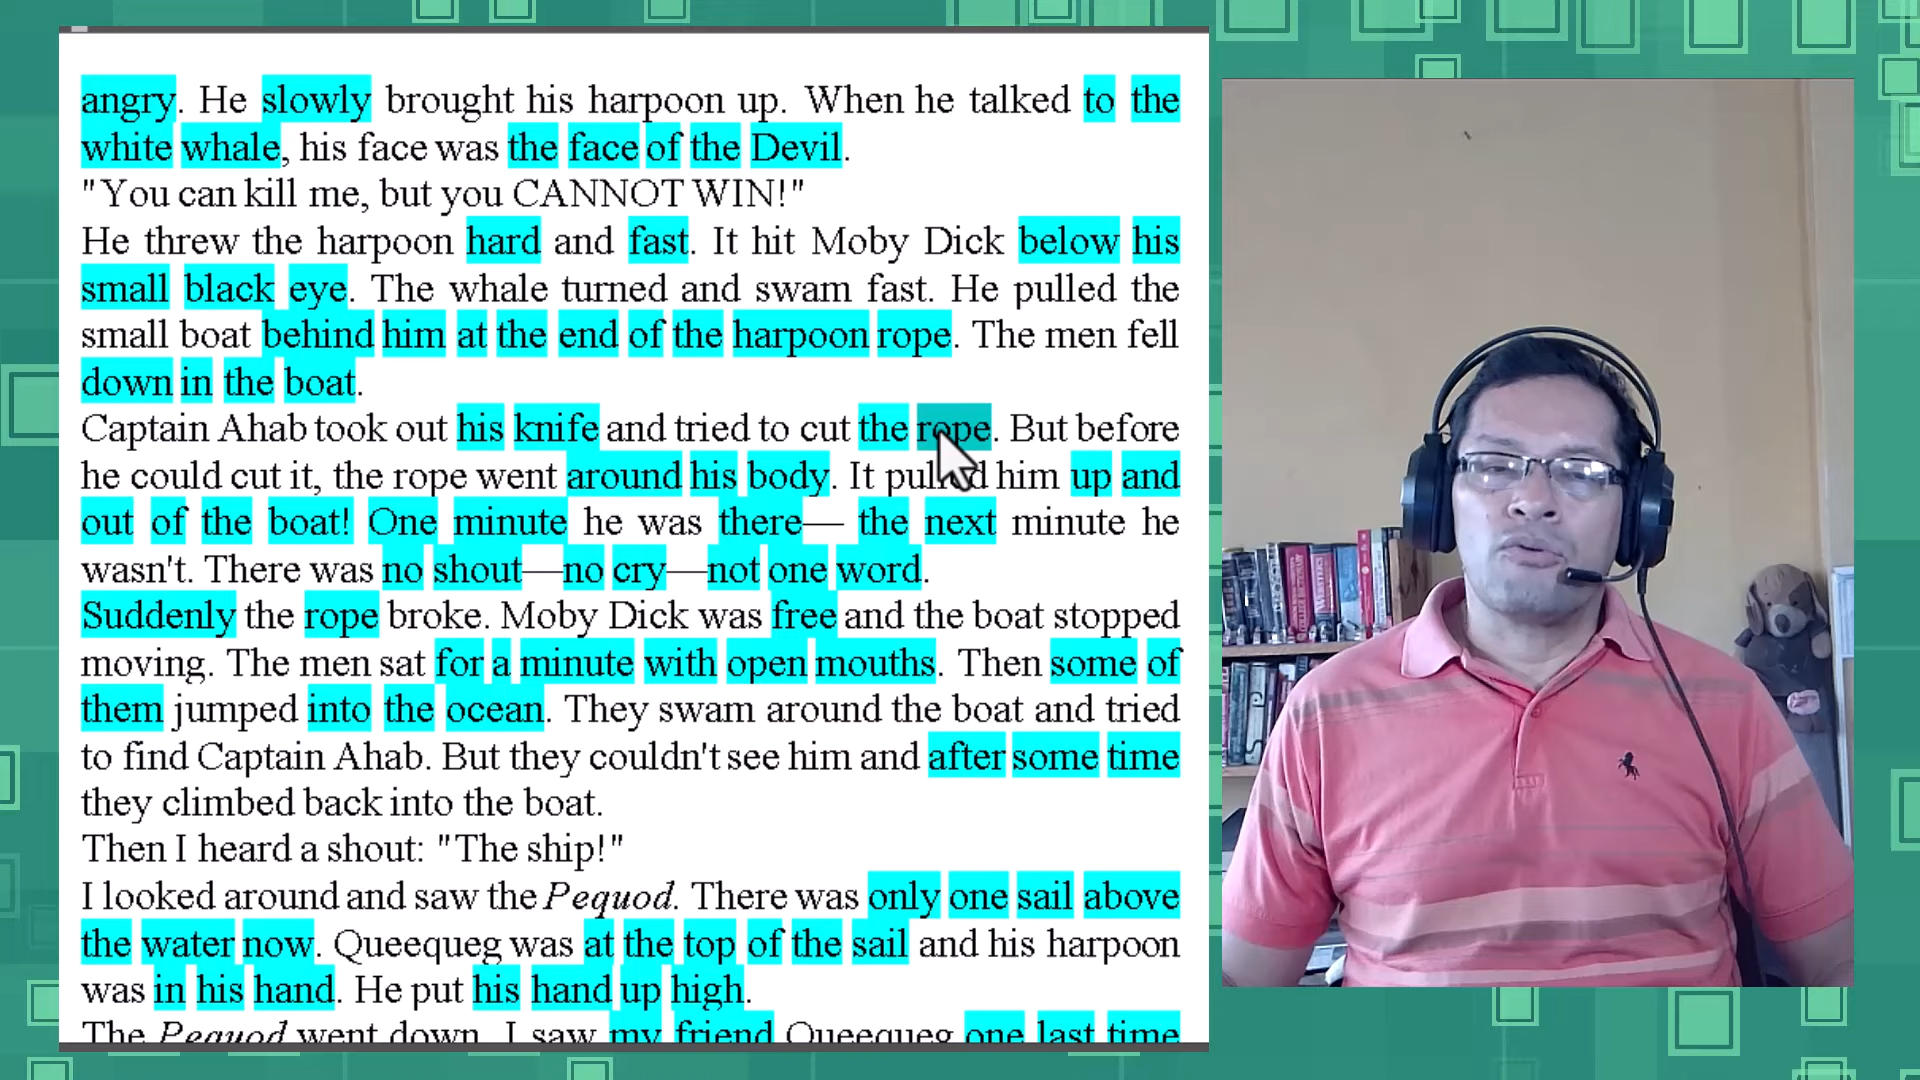 angry. He slowly brought his harpoon up. When he talked to the
white whale, his face was the face of the Devil.
"You can kill me, but you CANNOT WIN!"
He threw the harpoon hard and fast. It hit Moby Dick below his
small black eye. The whale turned and swam fast. He pulled the
small boat behind him at the end of the harpoon rope. The men fell
down in the boat.
Captain Ahab took out his knife and tried to cut the rope. But before
he could cut it, the rope went around his body. It pulled him up and
out of the boat! One minute he was there— the next minute he
wasn't. There was no shout—no cry—not one word.
Suddenly the rope broke. Moby Dick was free and the boat stopped
moving. The men sat for a minute with open mouths. Then some of
them jumped into the ocean. They swam around the boat and tried
to find Captain Ahab. But they couldn't see him and after some time
they climbed back into the boat.
Then I heard a shout: "The ship!"
I looked around and saw the Pequod. There was only one sail above
the water now. Queequeg was at the top of the sail and his harpoon
was in his hand. He put his hand up high.
The Pequod went down. I saw my friend Queequeg one last time